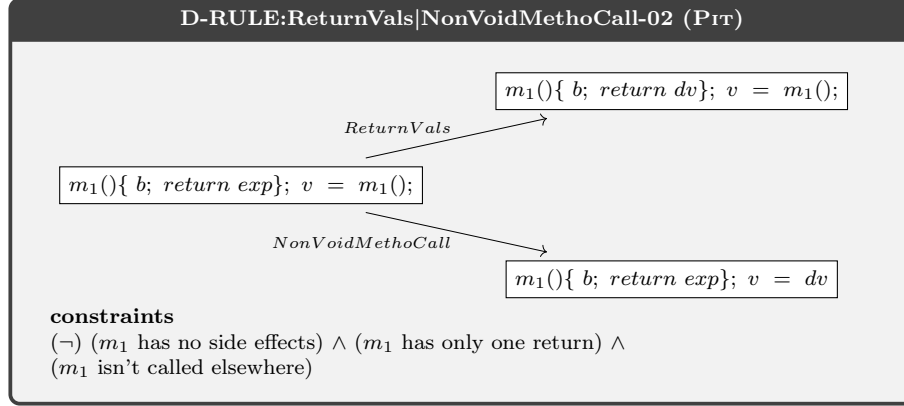 D-RULE:ReturnVals|NonVoidMethoCall-02 (PIT)
m₁(){ b; return dv}; v = m₁();
ReturnVals
m₁(){ b; return exp}; v = m₁();
NonVoidMethoCall
m₁(){ b; return exp}; v = dv
constraints
(¬) (m₁ has no side effects) ∧ (m₁ has only one return) ∧
(m₁ isn't called elsewhere)